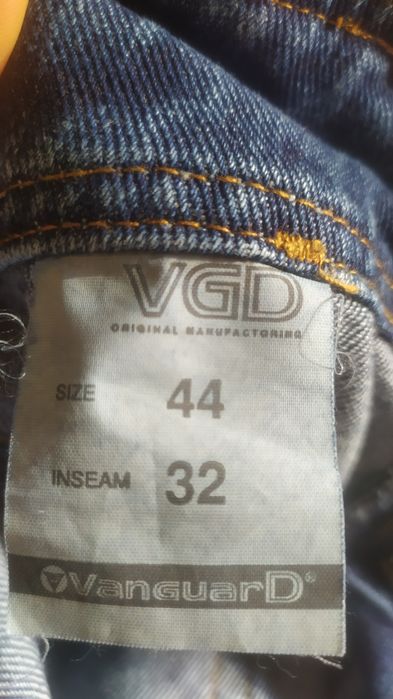 VGD
ORIGINAL MANUFACTORING
SIZE 44
INSEAM 32
VanguarD®